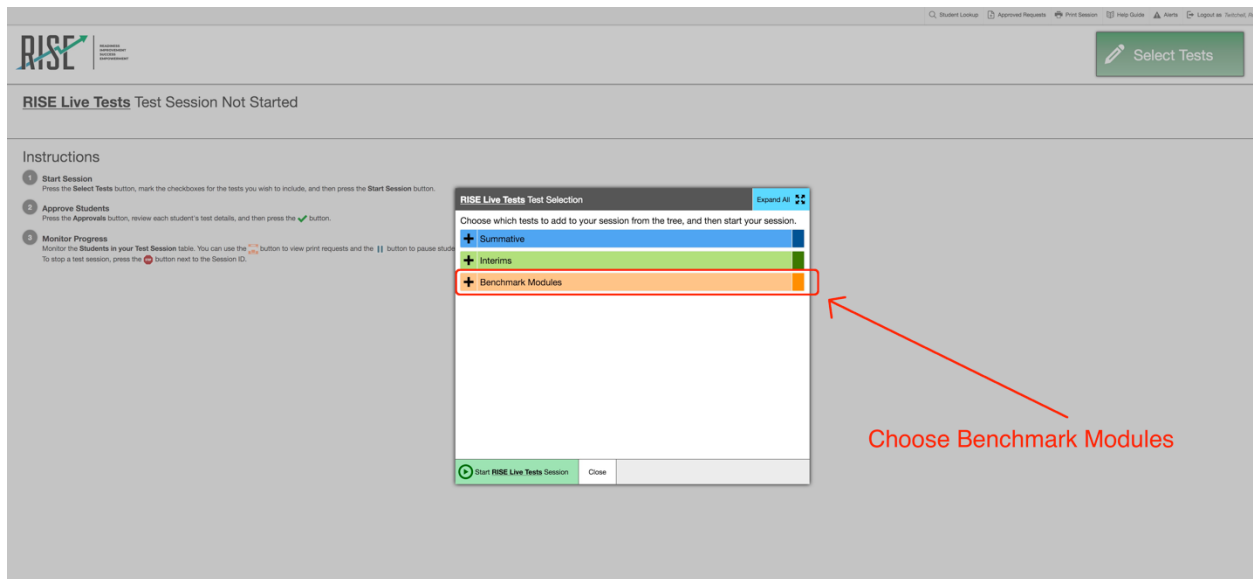 Student Lookup Approved Requests Print Session Help Guide Alerts Logout as
RISE
READINESS
IMPROVEMENT
SUCCESS
EMPOWERMENT
Select Tests
RISE Live Tests Test Session Not Started
Instructions
1 Start Session
Press the Select Tests button, mark the checkboxes for the tests you wish to include, and then press the Start Session button.
2 Approve Students
Press the Approvals button, review each student's test details, and then press the button.
3 Monitor Progress
Monitor the Students in your Test Session table. You can use the button to view print requests and the button to pause stude
To stop a test session, press the button next to the Session ID.
RISE Live Tests Test Selection Expand All
Choose which tests to add to your session from the tree, and then start your session.
Summative
Interims
Benchmark Modules
Start RISE Live Tests Session Close
Choose Benchmark Modules